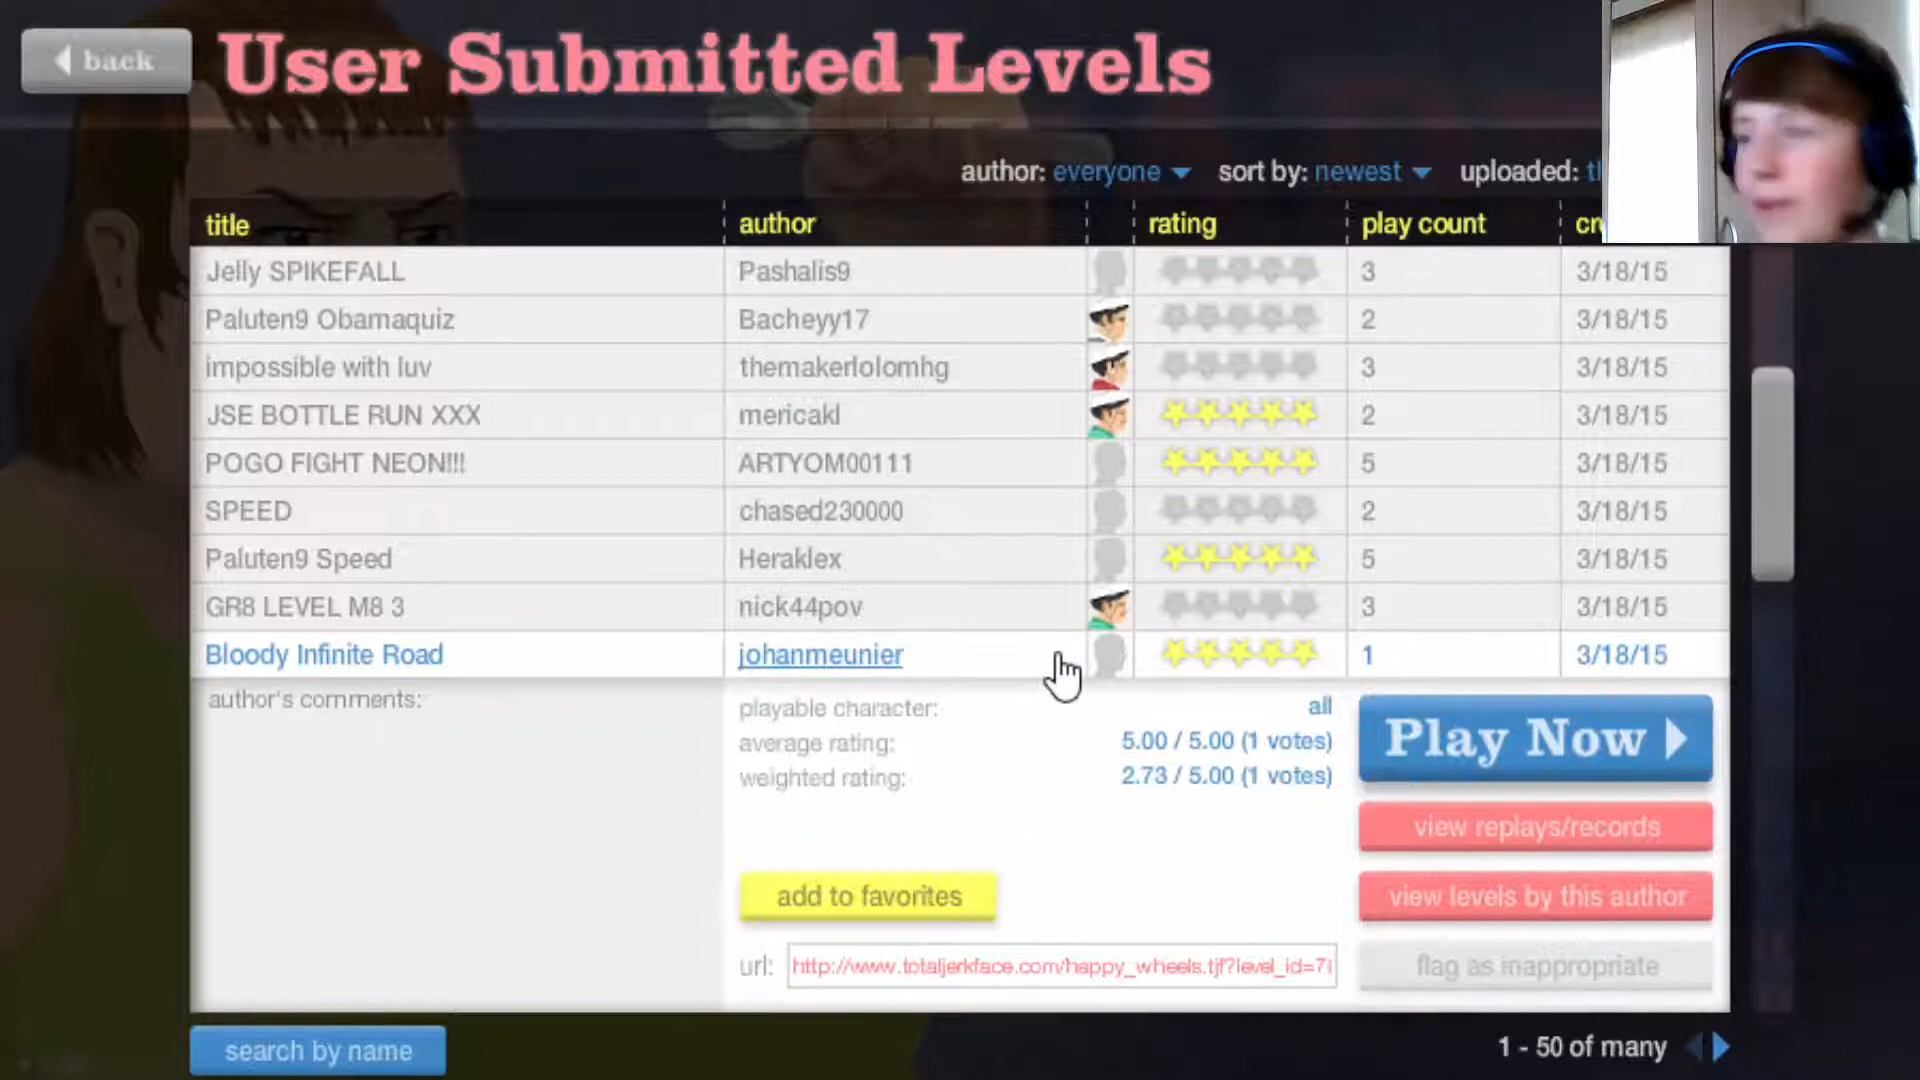 back
User Submitted Levels
author: everyone sort by: newest uploaded:
title author rating play count
Jelly SPIKEFALL Pashalis9 3 3/18/15
Paluten9 Obamaquiz Bacheyy17 2 3/18/15
impossible with luv themakerlolomhg 3 3/18/15
JSE BOTTLE RUN XXX mericakl 2 3/18/15
POGO FIGHT NEON!!! ARTYOM00111 5 3/18/15
SPEED chased230000 2 3/18/15
Paluten9 Speed Heraklex 5 3/18/15
GR8 LEVEL M8 3 nick44pov 3 3/18/15
Bloody Infinite Road johanmeunier 1 3/18/15
author's comments:
playable character: all
average rating: 5.00 / 5.00 (1 votes)
weighted rating: 2.73 / 5.00 (1 votes)
Play Now
view replays/records
add to favorites
view levels by this author
url: http://www.totaljerkface.com/happy_wheels.tjf?level_id=7
flag as inappropriate
search by name
1 - 50 of many